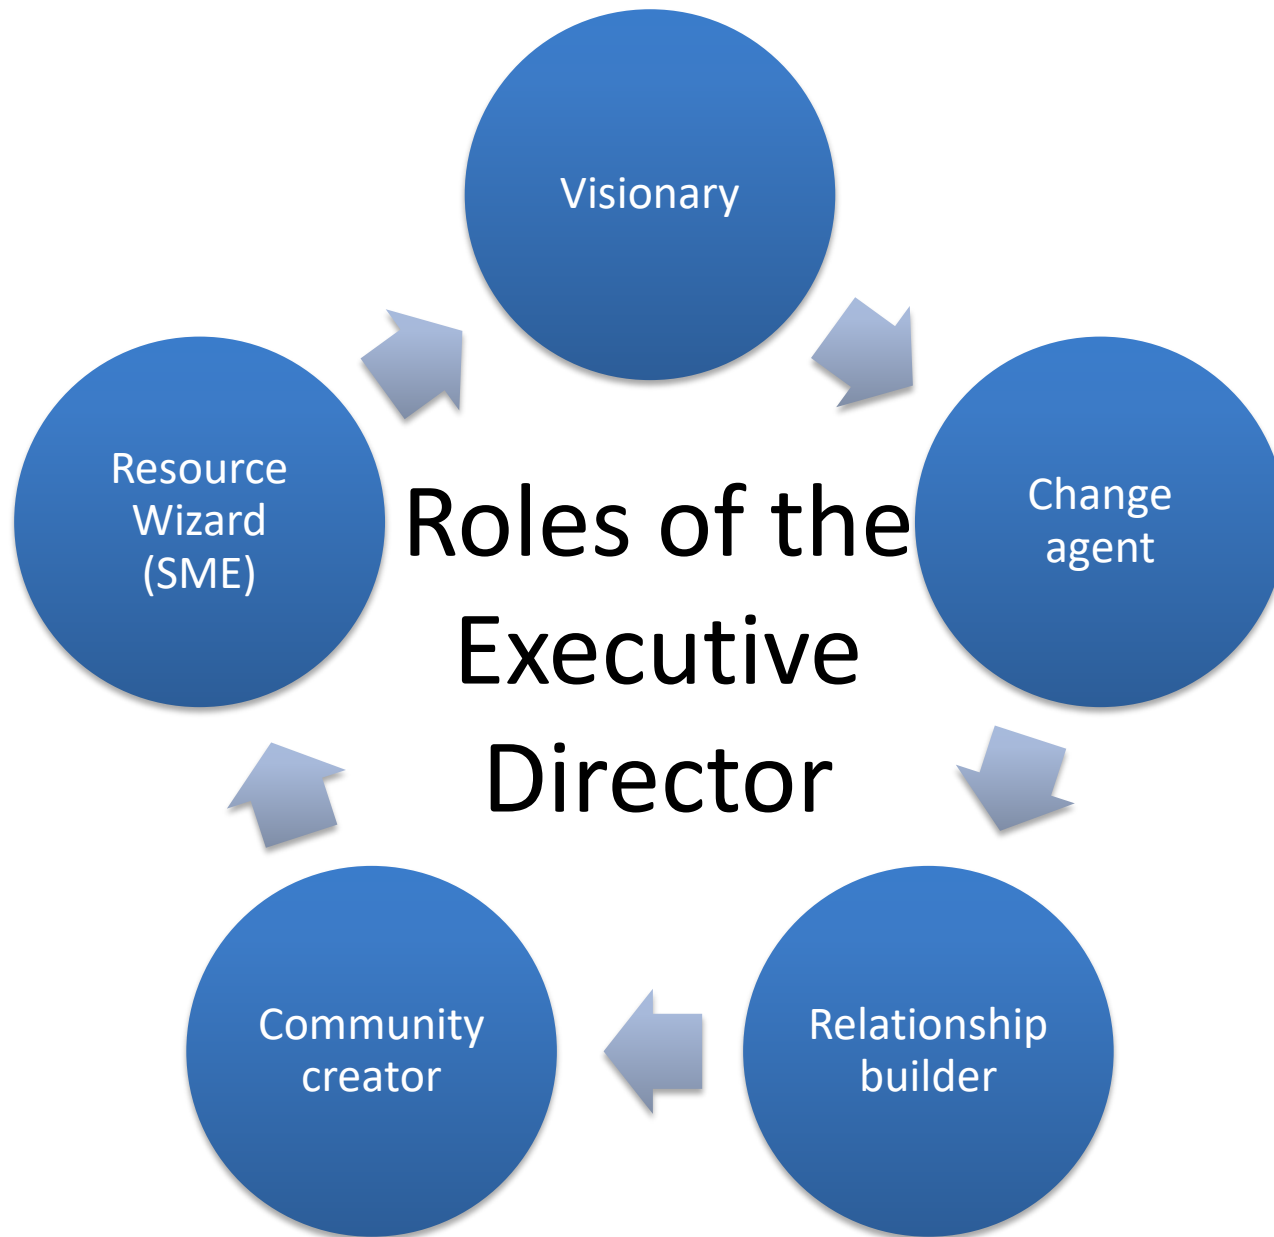 Visionary
Change
agent
Relationship
builder
Community
creator
Resource
Wizard
(SME)
Roles of the
Executive
Director